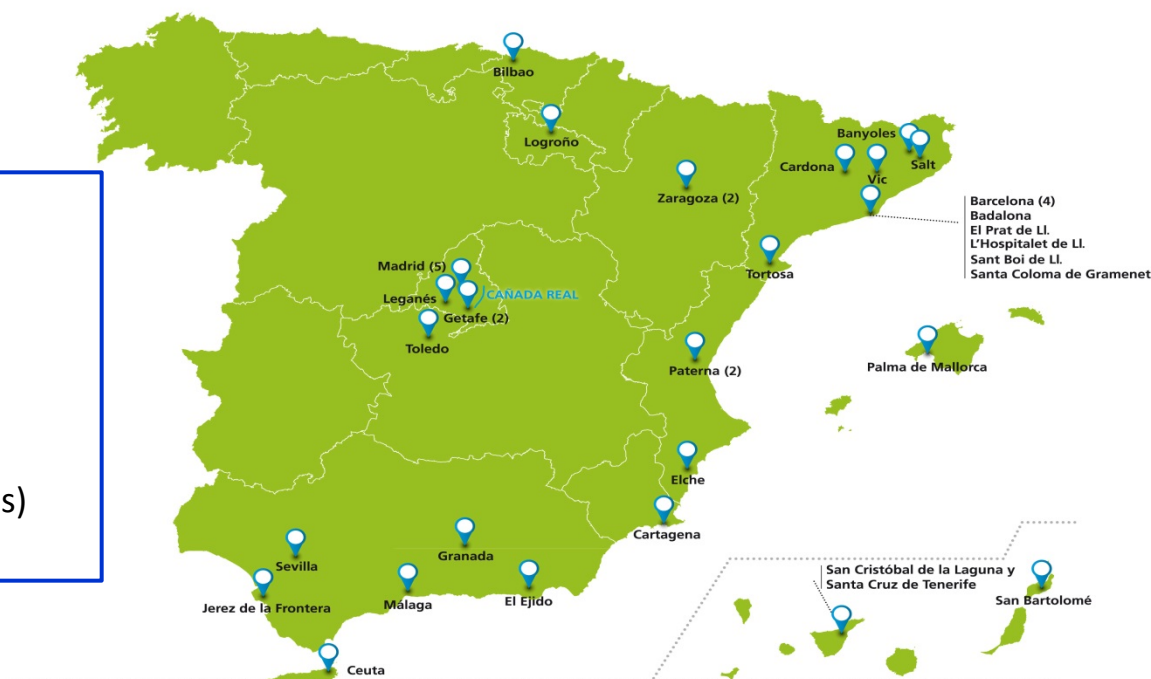 Bilbao
Logroño
Banyoles
Salt
Cardona
Vic
Zaragoza (2)
Barcelona (4)
Badalona
El Prat de Ll.
L'Hospitalet de Ll.
Sant Boi de Ll.
Santa Coloma de Gramenet
Tortosa
Madrid (5)
Leganés
CAÑADA REAL
Getafe (2)
Toledo
Paterna (2)
Palma de Mallorca
Elche
s)
Cartagena
Granada
Sevilla
San Cristóbal de la Laguna y
Santa Cruz de Tenerife
San Bartolomé
Jerez de la Frontera
Málaga
El Ejido
Ceuta